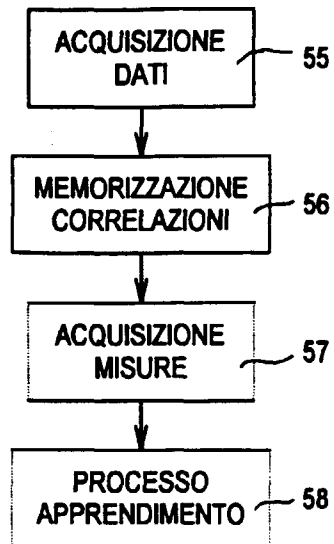 ACQUISIZIONE
DATI
55
MEMORIZZAZIONE
CORRELAZIONI
56
ACQUISIZIONE
MISURE
57
PROCESSO
APPRENDIMENTO
58